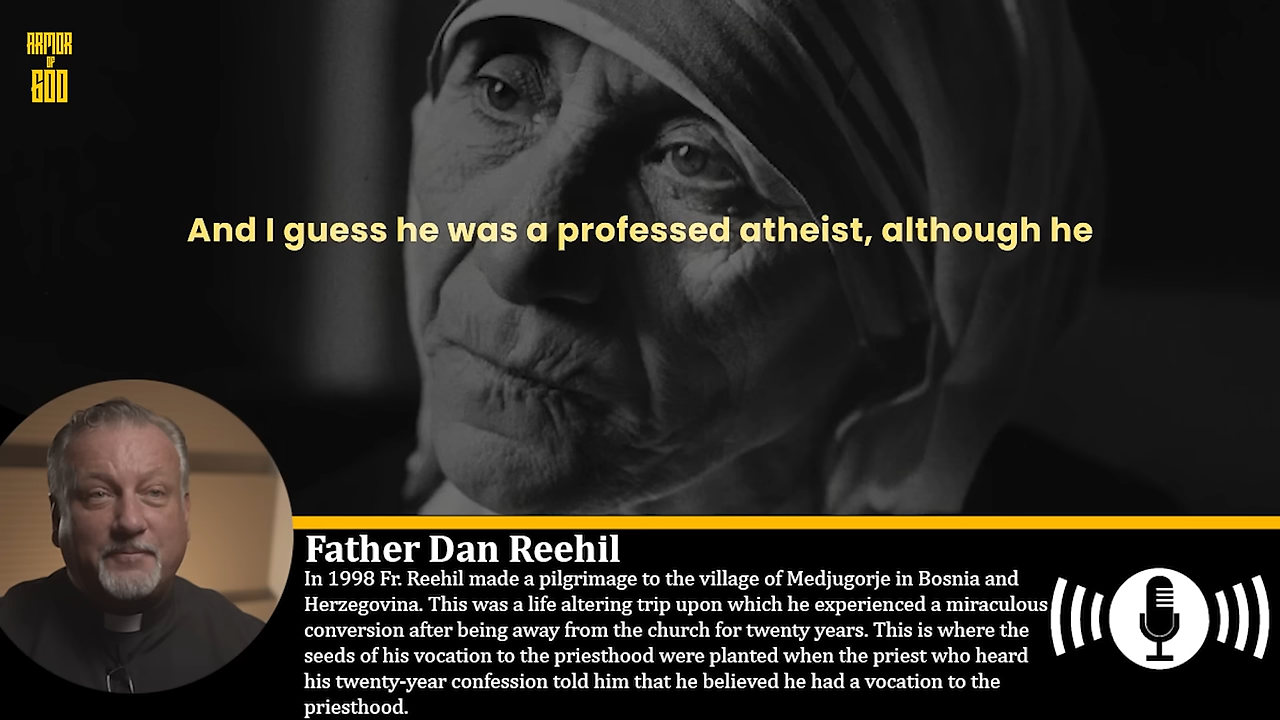 ARMOR
OF
GOD
And I guess he was a professed atheist, although he
Father Dan Reehil
In 1998 Fr. Reehil made a pilgrimage to the village of Medjugorje in Bosnia and
Herzegovina. This was a life altering trip upon which he experienced a miraculous
conversion after being away from the church for twenty years. This is where the
seeds of his vocation to the priesthood were planted when the priest who heard
his twenty-year confession told him that he believed he had a vocation to the
priesthood.